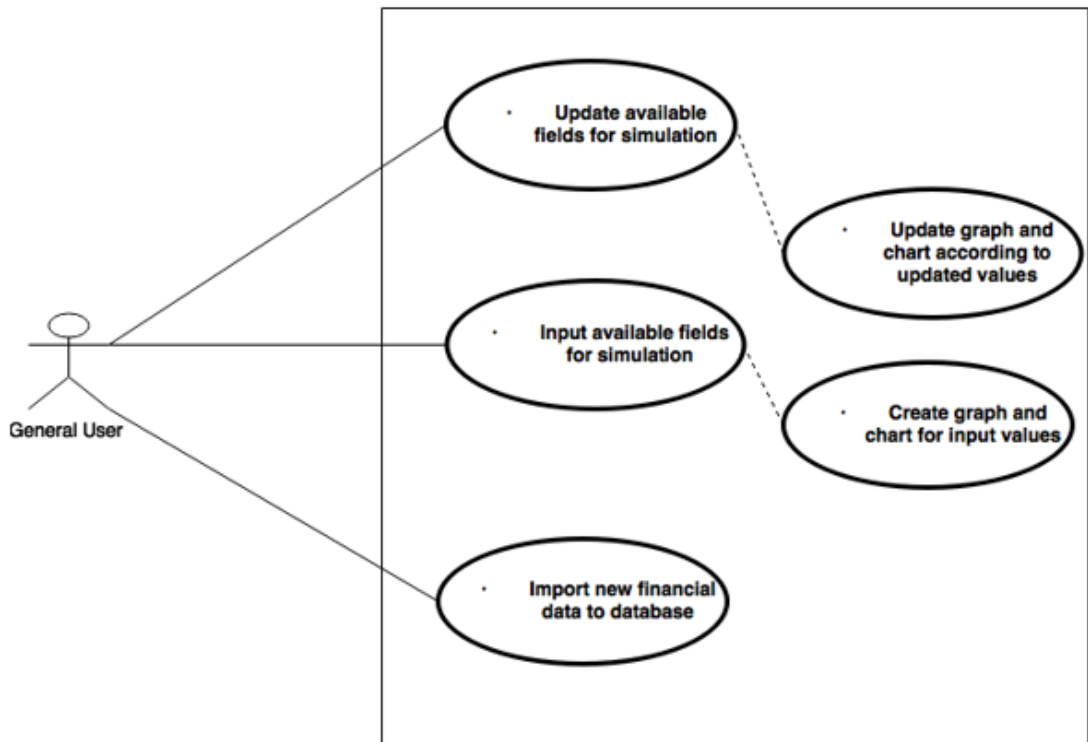 Update available
fields for simulation
Update graph and
chart according to
updated values
Input available fields
for simulation
General User
Create graph and
chart for input values
Import new financial
data to database